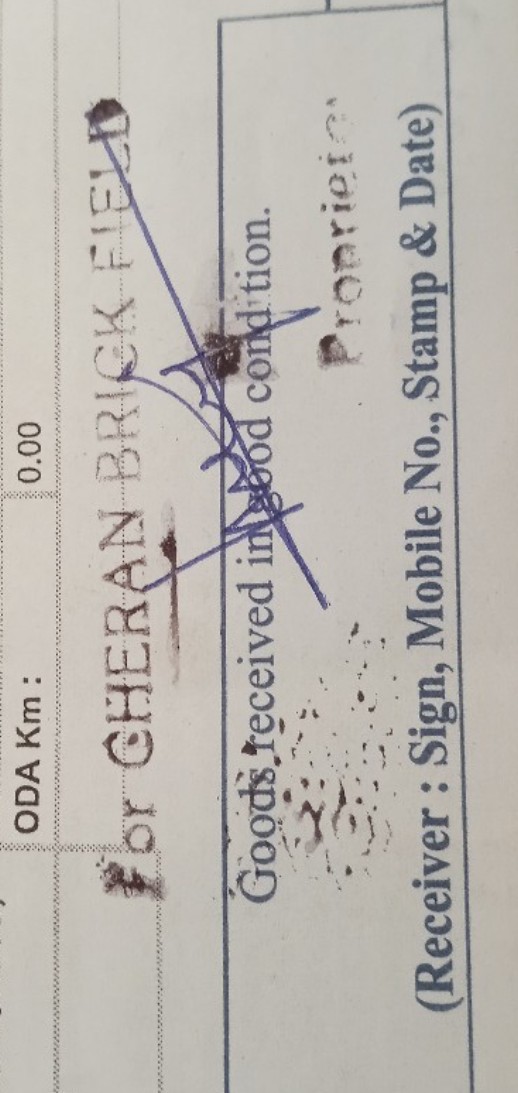 ODA Km : 0.00
For CHERAN BRICK FIELD
Goods received in good condition.
Proprietor
(Receiver : Sign, Mobile No., Stamp & Date)